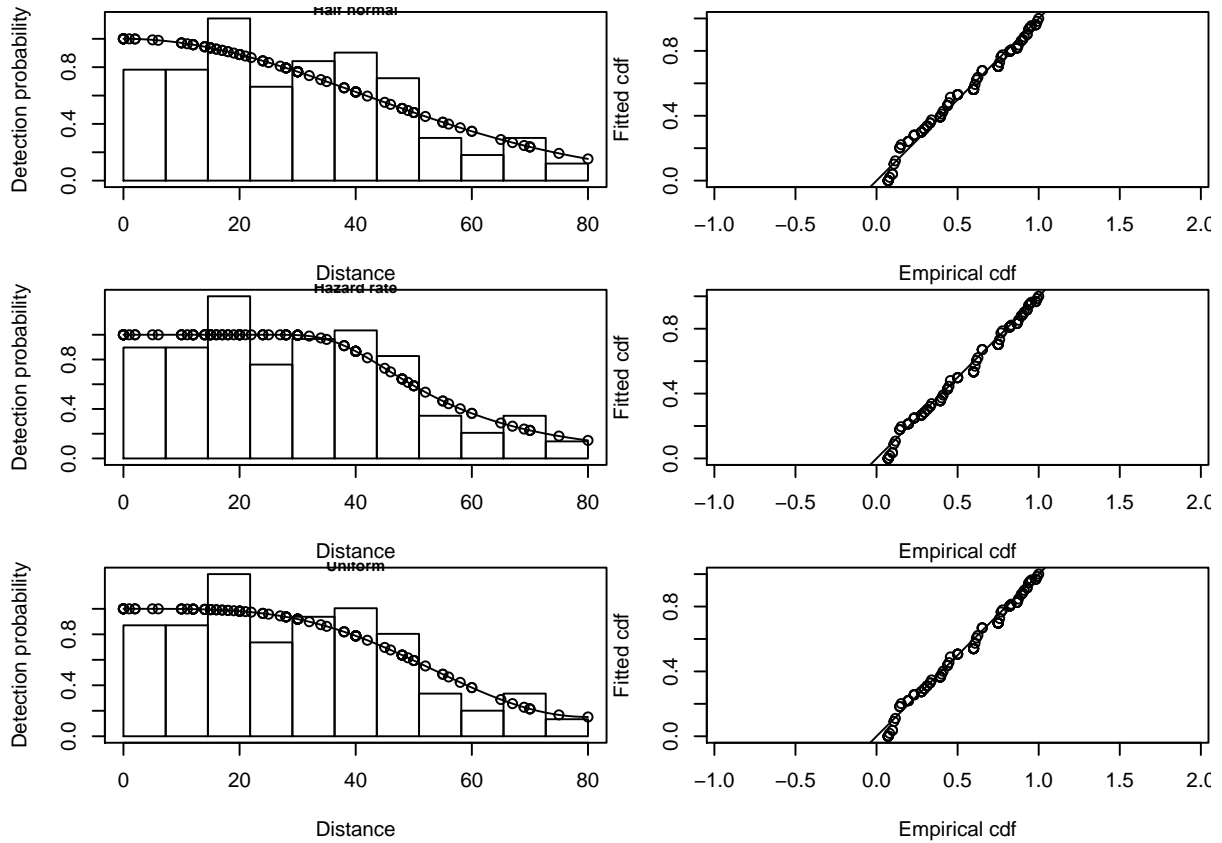 Half normal
Detection probability
0.0 0.4 0.8
0 20 40 60 80
Distance
Fitted cdf
0.0 0.4 0.8
−1.0 −0.5 0.0 0.5 1.0 1.5 2.0
Empirical cdf
Hazard rate
Detection probability
0.0 0.4 0.8
0 20 40 60 80
Distance
Fitted cdf
0.0 0.4 0.8
−1.0 −0.5 0.0 0.5 1.0 1.5 2.0
Empirical cdf
Uniform
Detection probability
0.0 0.4 0.8
0 20 40 60 80
Distance
Fitted cdf
0.0 0.4 0.8
−1.0 −0.5 0.0 0.5 1.0 1.5 2.0
Empirical cdf